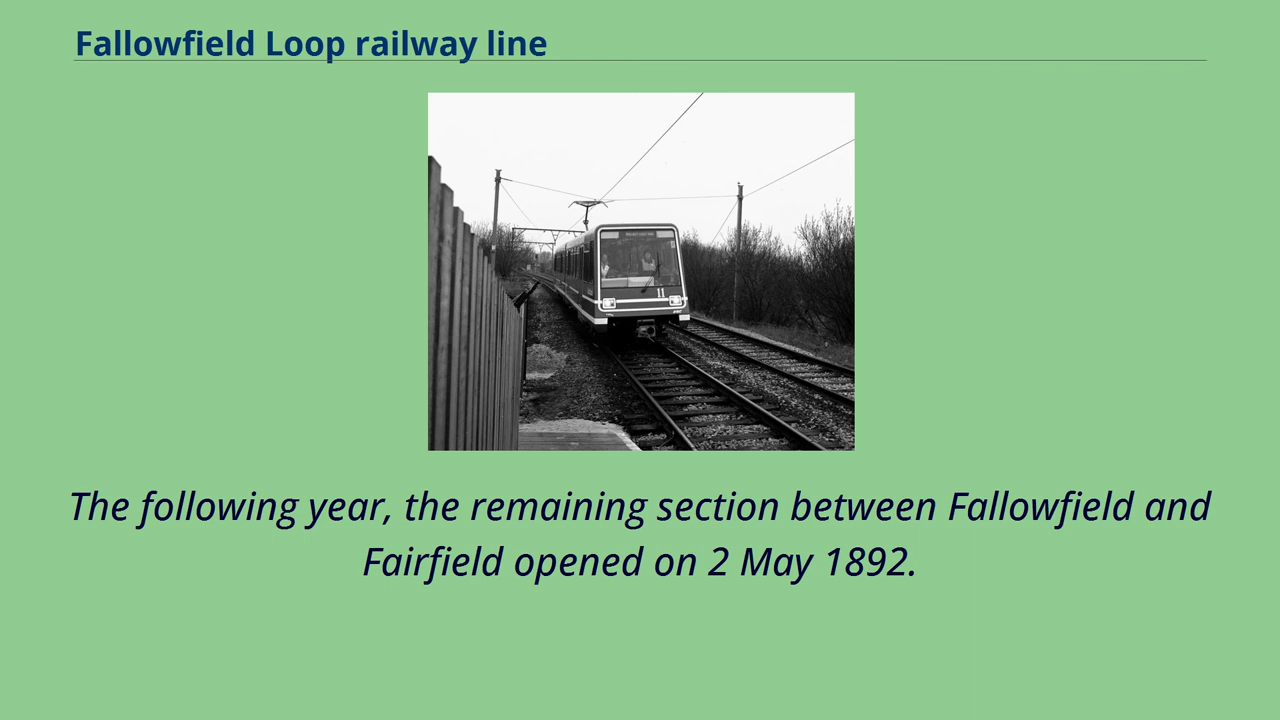 Fallowfield Loop railway line
11
The following year, the remaining section between Fallowfield and
Fairfield opened on 2 May 1892.